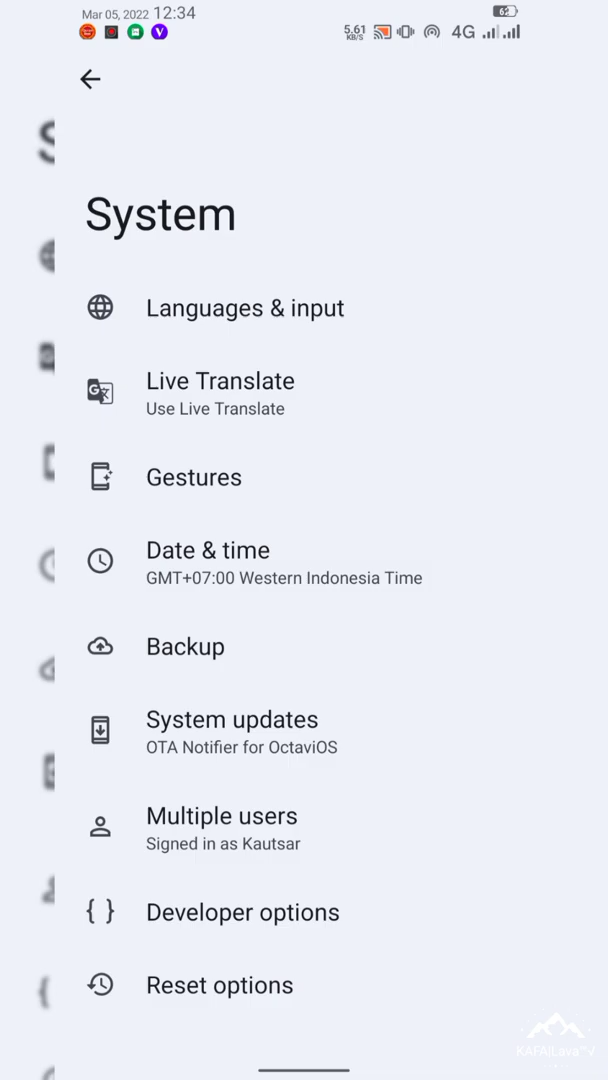 Mar 05, 2022 12:34
5.61 KB/S 4G 62
System
Languages & input
Live Translate
Use Live Translate
Gestures
Date & time
GMT+07:00 Western Indonesia Time
Backup
System updates
OTA Notifier for OctaviOS
Multiple users
Signed in as Kautsar
Developer options
Reset options